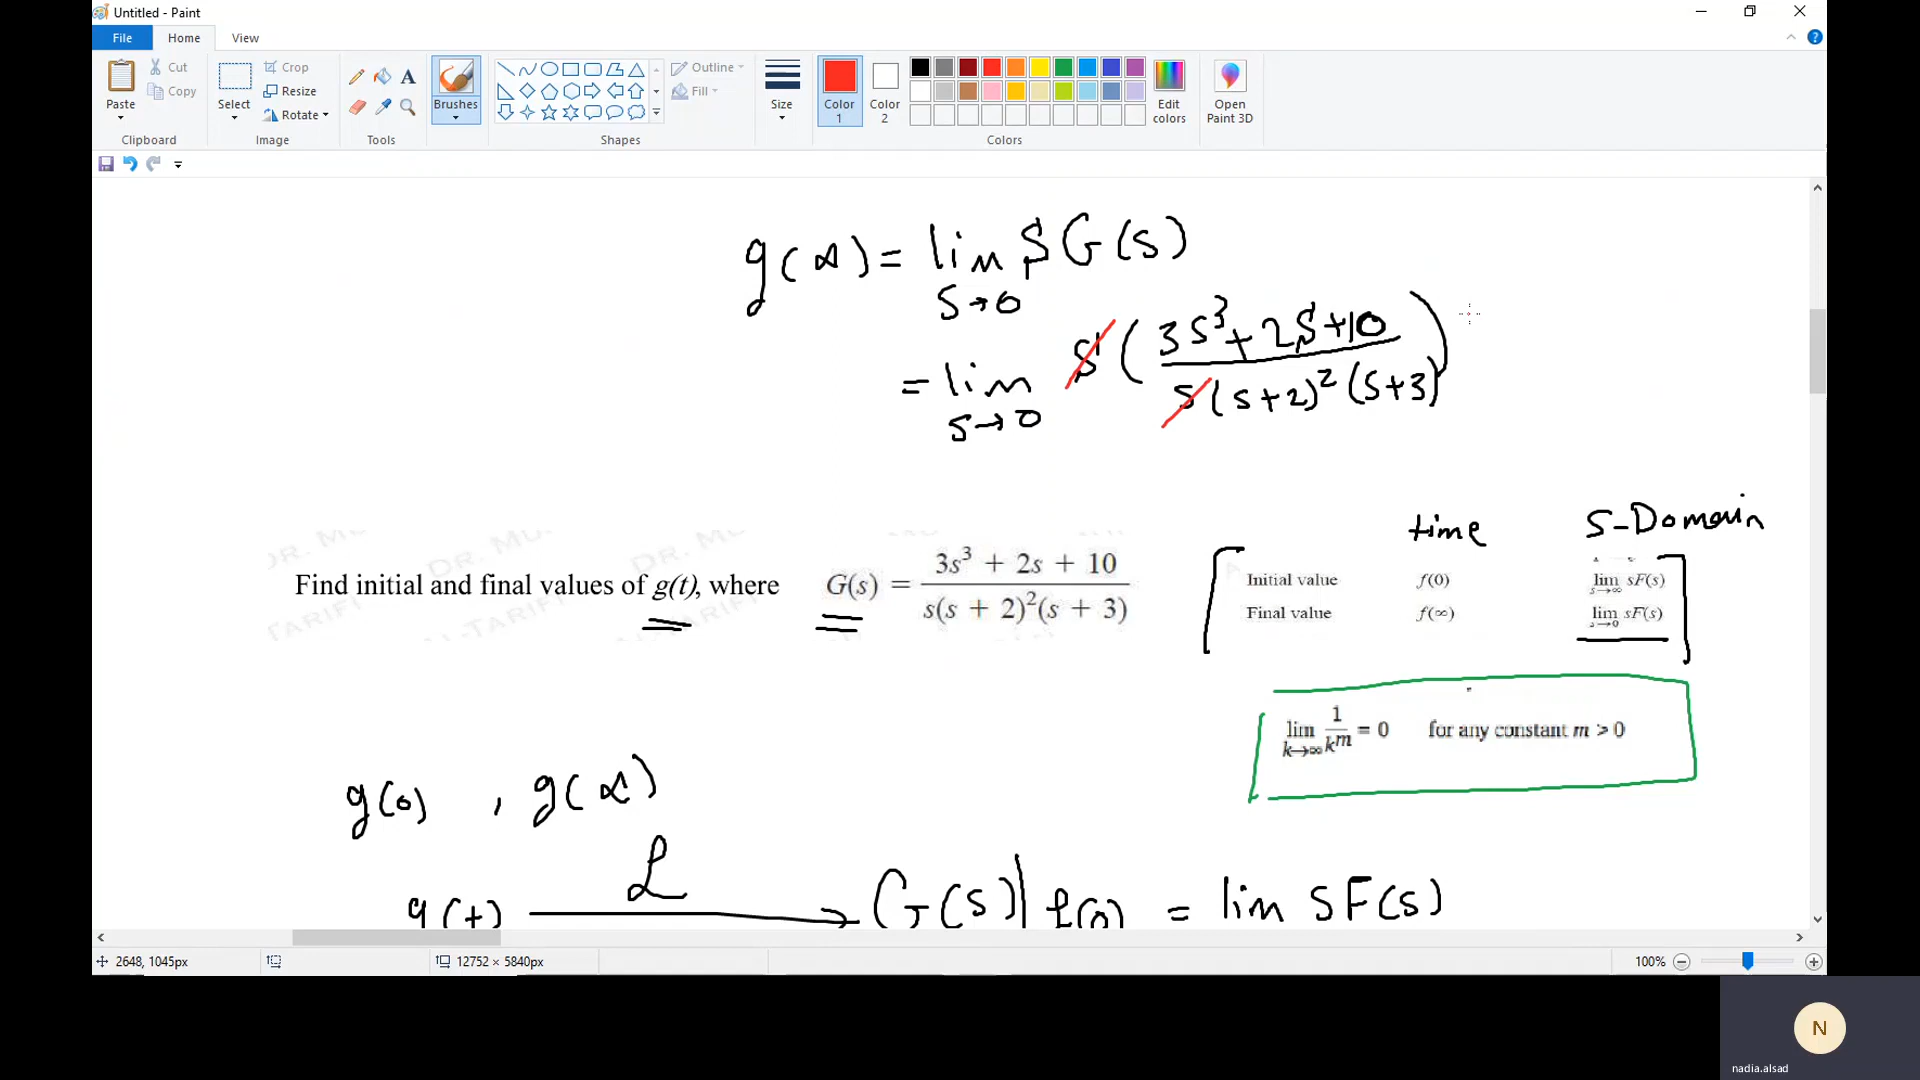 Untitled - Paint
File Home View
Paste Cut Copy Clipboard
Select Crop Resize Rotate Image
Tools
Brushes
Outline Fill Shapes
Size
Color 1 Color 2 Edit colors Colors
Open Paint 3D
g(∞) = lim S G(s)
s→0
= lim S ( 3s³ + 2s + 10 )
s→0 s(s+2)²(s+3)
time S-Domain
Find initial and final values of g(t), where G(s) = 3s³ + 2s + 10
s(s + 2)²(s + 3)
Initial value f(0) lim sF(s)
s→∞
Final value f(∞) lim sF(s)
s→0
lim 1/k^m = 0 for any constant m > 0
k→∞
g(0) , g(∞)
ℒ
g(t) → G(s) | f(0) = lim SF(s)
2648, 1045px 12752 × 5840px 100%
N
nadia.alsad